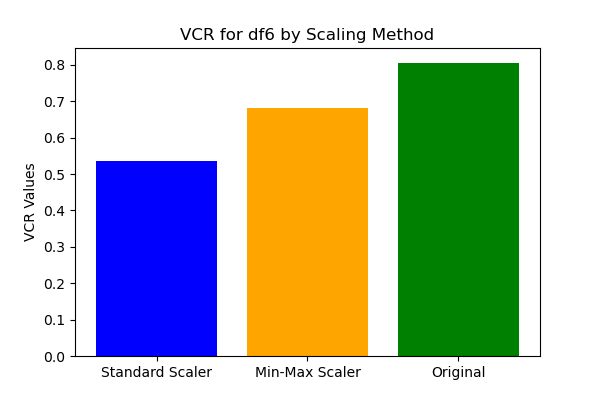 VCR for df6 by Scaling Method
VCR Values
0.8
0.7
0.6
0.5
0.4
0.3
0.2
0.1
0.0
Standard Scaler
Min-Max Scaler
Original